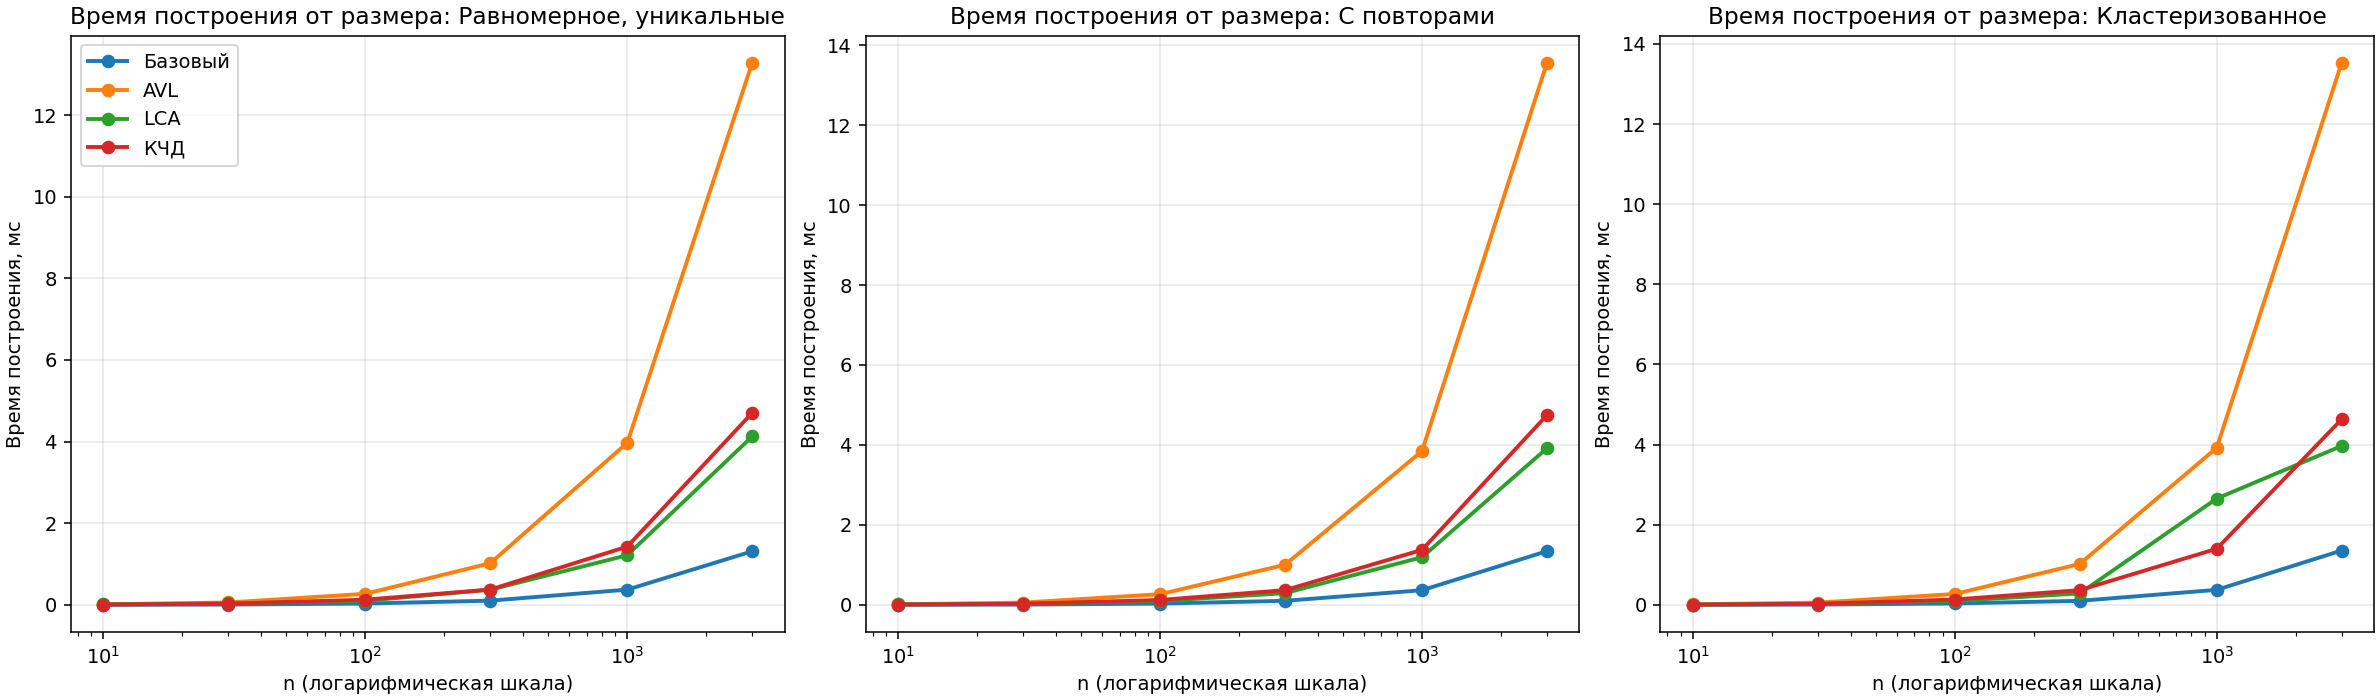 Время построения от размера: Равномерное, уникальные
Базовый
AVL
LCA
КЧД
12
10
8
6
4
2
0
Время построения, мс
10¹
10²
10³
n (логарифмическая шкала)
Время построения от размера: С повторами
14
12
10
8
6
4
2
0
Время построения, мс
10¹
10²
10³
n (логарифмическая шкала)
Время построения от размера: Кластеризованное
14
12
10
8
6
4
2
0
Время построения, мс
10¹
10²
10³
n (логарифмическая шкала)